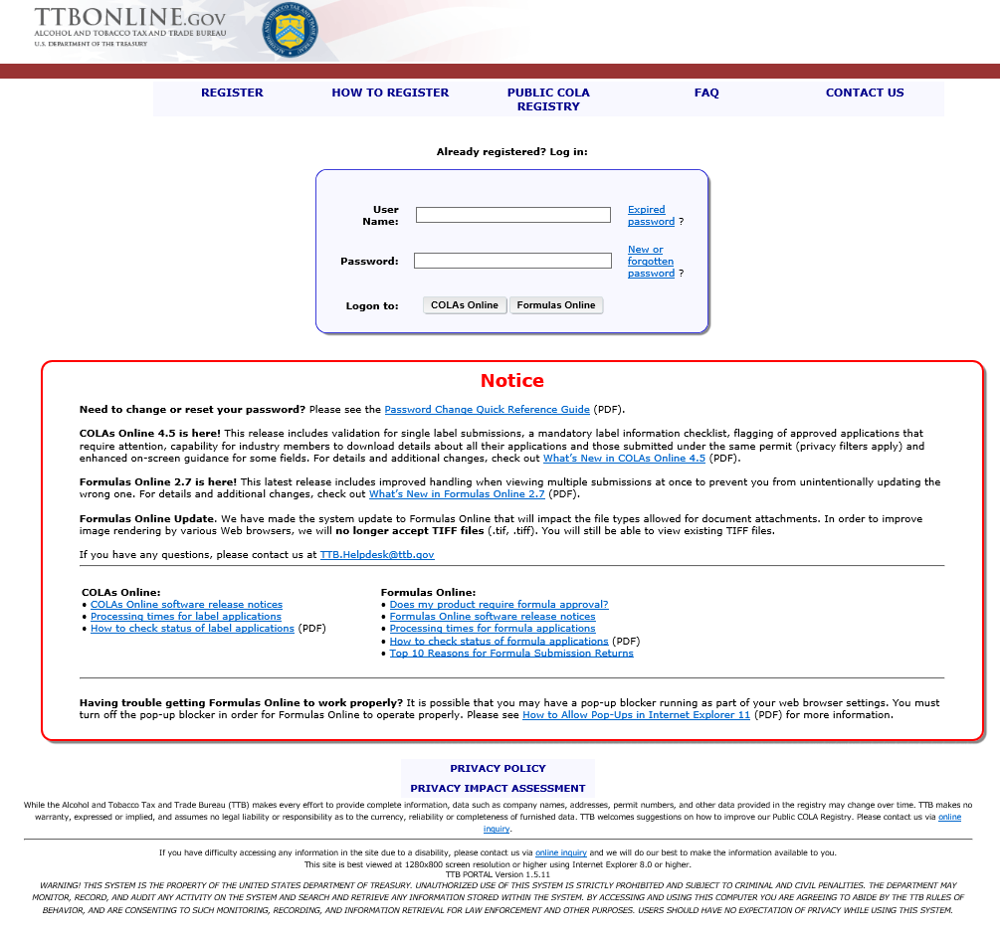 TTBONLINE.GOV
ALCOHOL AND TOBACCO TAX AND TRADE BUREAU
U.S. DEPARTMENT OF THE TREASURY
REGISTER
HOW TO REGISTER
PUBLIC COLA
REGISTRY
FAQ
CONTACT US
Already registered? Log in:
User
Name:
Expired
password ?
Password:
New or
forgotten
password ?
Logon to:
COLAs Online
Formulas Online
Notice
Need to change or reset your password? Please see the Password Change Quick Reference Guide (PDF).
COLAs Online 4.5 is here! This release includes validation for single label submissions, a mandatory label information checklist, flagging of approved applications that
require attention, capability for industry members to download details about all their applications and those submitted under the same permit (privacy filters apply) and
enhanced on-screen guidance for some fields. For details and additional changes, check out What's New in COLAs Online 4.5 (PDF).
Formulas Online 2.7 is here! This latest release includes improved handling when viewing multiple submissions at once to prevent you from unintentionally updating the
wrong one. For details and additional changes, check out What's New in Formulas Online 2.7 (PDF).
Formulas Online Update. We have made the system update to Formulas Online that will impact the file types allowed for document attachments. In order to improve
image rendering by various Web browsers, we will no longer accept TIFF files (.tif, .tiff). You will still be able to view existing TIFF files.
If you have any questions, please contact us at TTB.Helpdesk@ttb.gov
COLAs Online:
• COLAs Online software release notices
• Processing times for label applications
• How to check status of label applications (PDF)
Formulas Online:
• Does my product require formula approval?
• Formulas Online software release notices
• Processing times for formula applications
• How to check status of formula applications (PDF)
• Top 10 Reasons for Formula Submission Returns
Having trouble getting Formulas Online to work properly? It is possible that you may have a pop-up blocker running as part of your web browser settings. You must
turn off the pop-up blocker in order for Formulas Online to operate properly. Please see How to Allow Pop-Ups in Internet Explorer 11 (PDF) for more information.
PRIVACY POLICY
PRIVACY IMPACT ASSESSMENT
While the Alcohol and Tobacco Tax and Trade Bureau (TTB) makes every effort to provide complete information, data such as company names, addresses, permit numbers, and other data provided in the registry may change over time. TTB makes no
warranty, expressed or implied, and assumes no legal liability or responsibility as to the currency, reliability or completeness of furnished data. TTB welcomes suggestions on how to improve our Public COLA Registry. Please contact us via online
inquiry.
If you have difficulty accessing any information in the site due to a disability, please contact us via online inquiry and we will do our best to make the information available to you.
This site is best viewed at 1280x800 screen resolution or higher using Internet Explorer 8.0 or higher.
TTB PORTAL Version 1.5.11
WARNING! THIS SYSTEM IS THE PROPERTY OF THE UNITED STATES DEPARTMENT OF TREASURY. UNAUTHORIZED USE OF THIS SYSTEM IS STRICTLY PROHIBITED AND SUBJECT TO CRIMINAL AND CIVIL PENALITIES. THE DEPARTMENT MAY
MONITOR, RECORD, AND AUDIT ANY ACTIVITY ON THE SYSTEM AND SEARCH AND RETRIEVE ANY INFORMATION STORED WITHIN THE SYSTEM. BY ACCESSING AND USING THIS COMPUTER YOU ARE AGREEING TO ABIDE BY THE TTB RULES OF
BEHAVIOR, AND ARE CONSENTING TO SUCH MONITORING, RECORDING, AND INFORMATION RETRIEVAL FOR LAW ENFORCEMENT AND OTHER PURPOSES. USERS SHOULD HAVE NO EXPECTATION OF PRIVACY WHILE USING THIS SYSTEM.